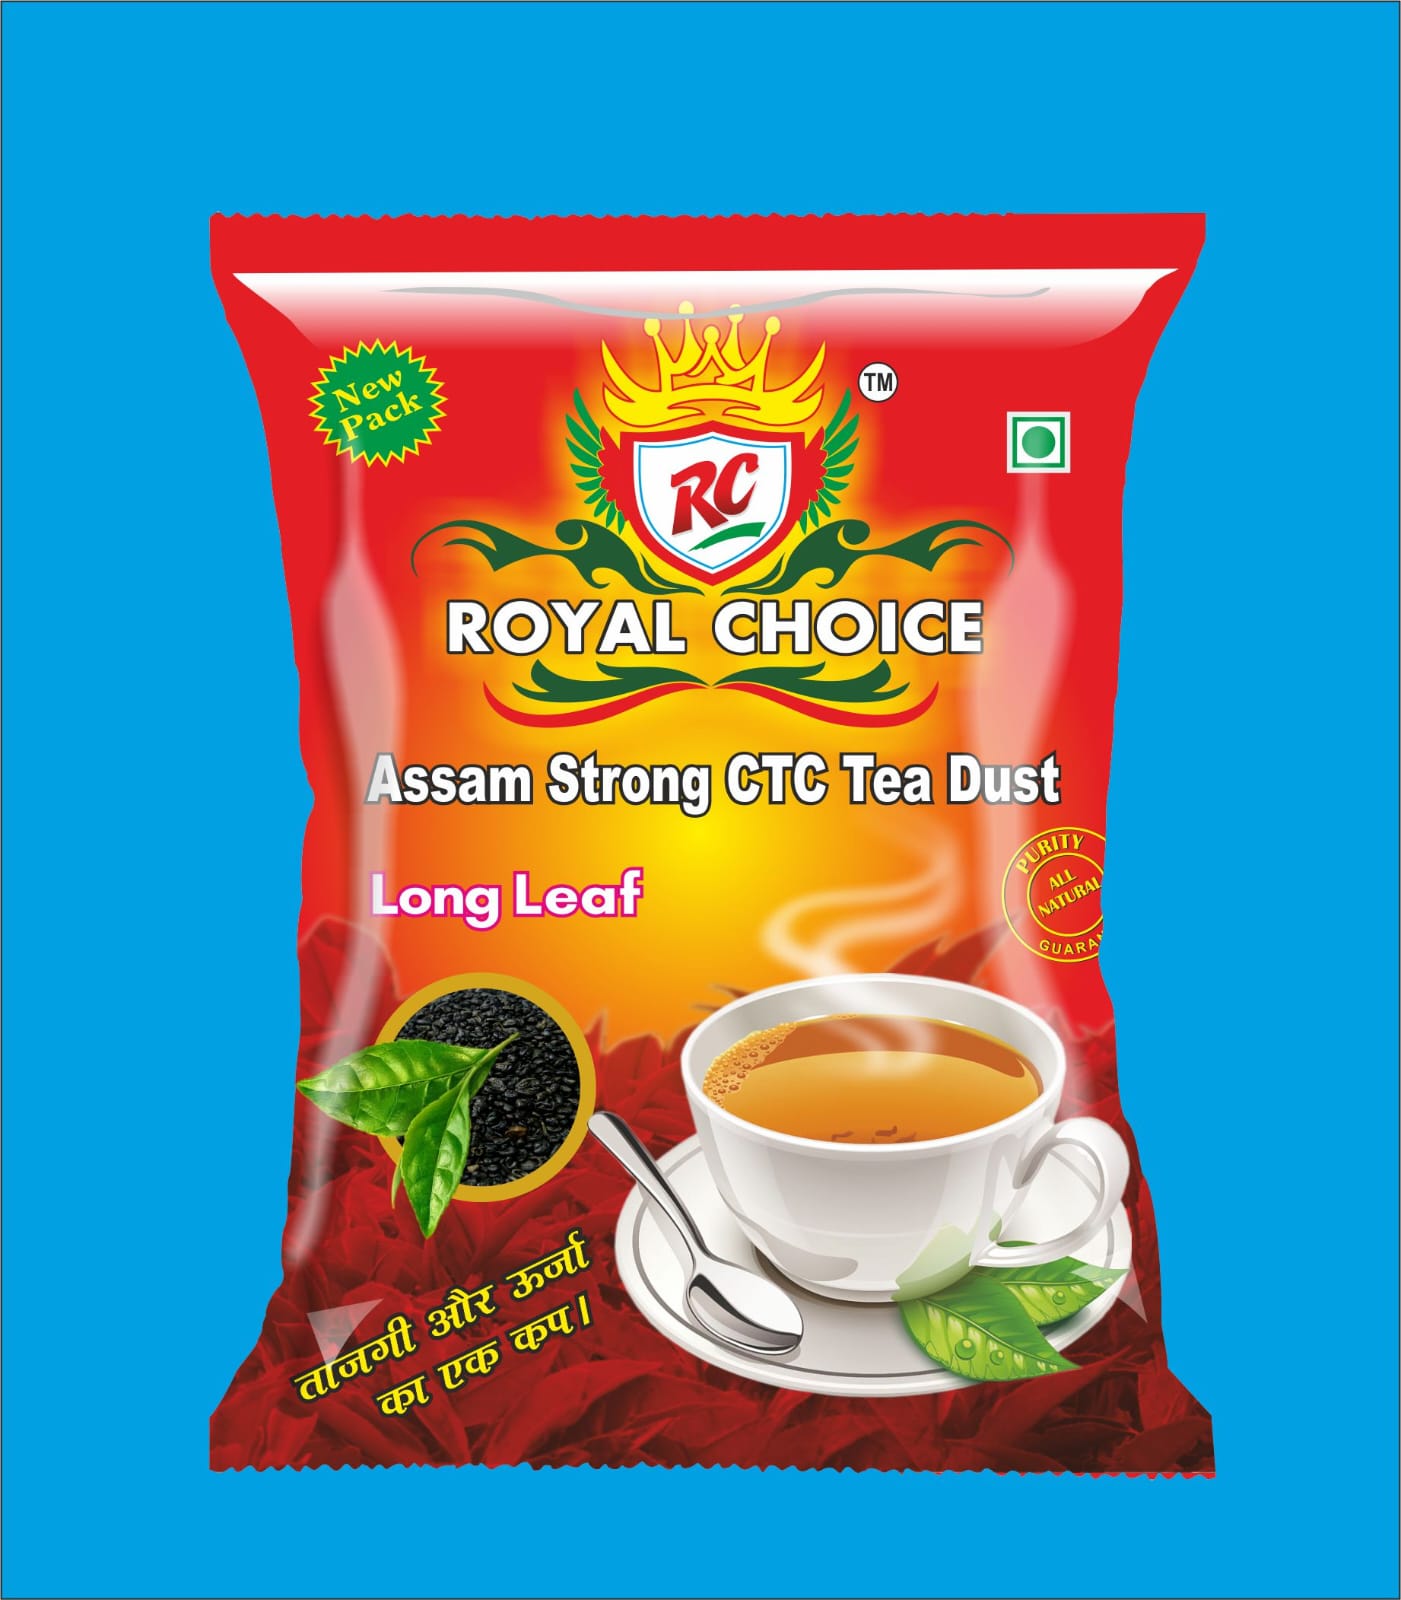 New
Pack
TM
RC
ROYAL CHOICE
Assam Strong CTC Tea Dust
Long Leaf
PURITY
ALL
NATURAL
ताजगी और ऊर्जा
का एक कप।